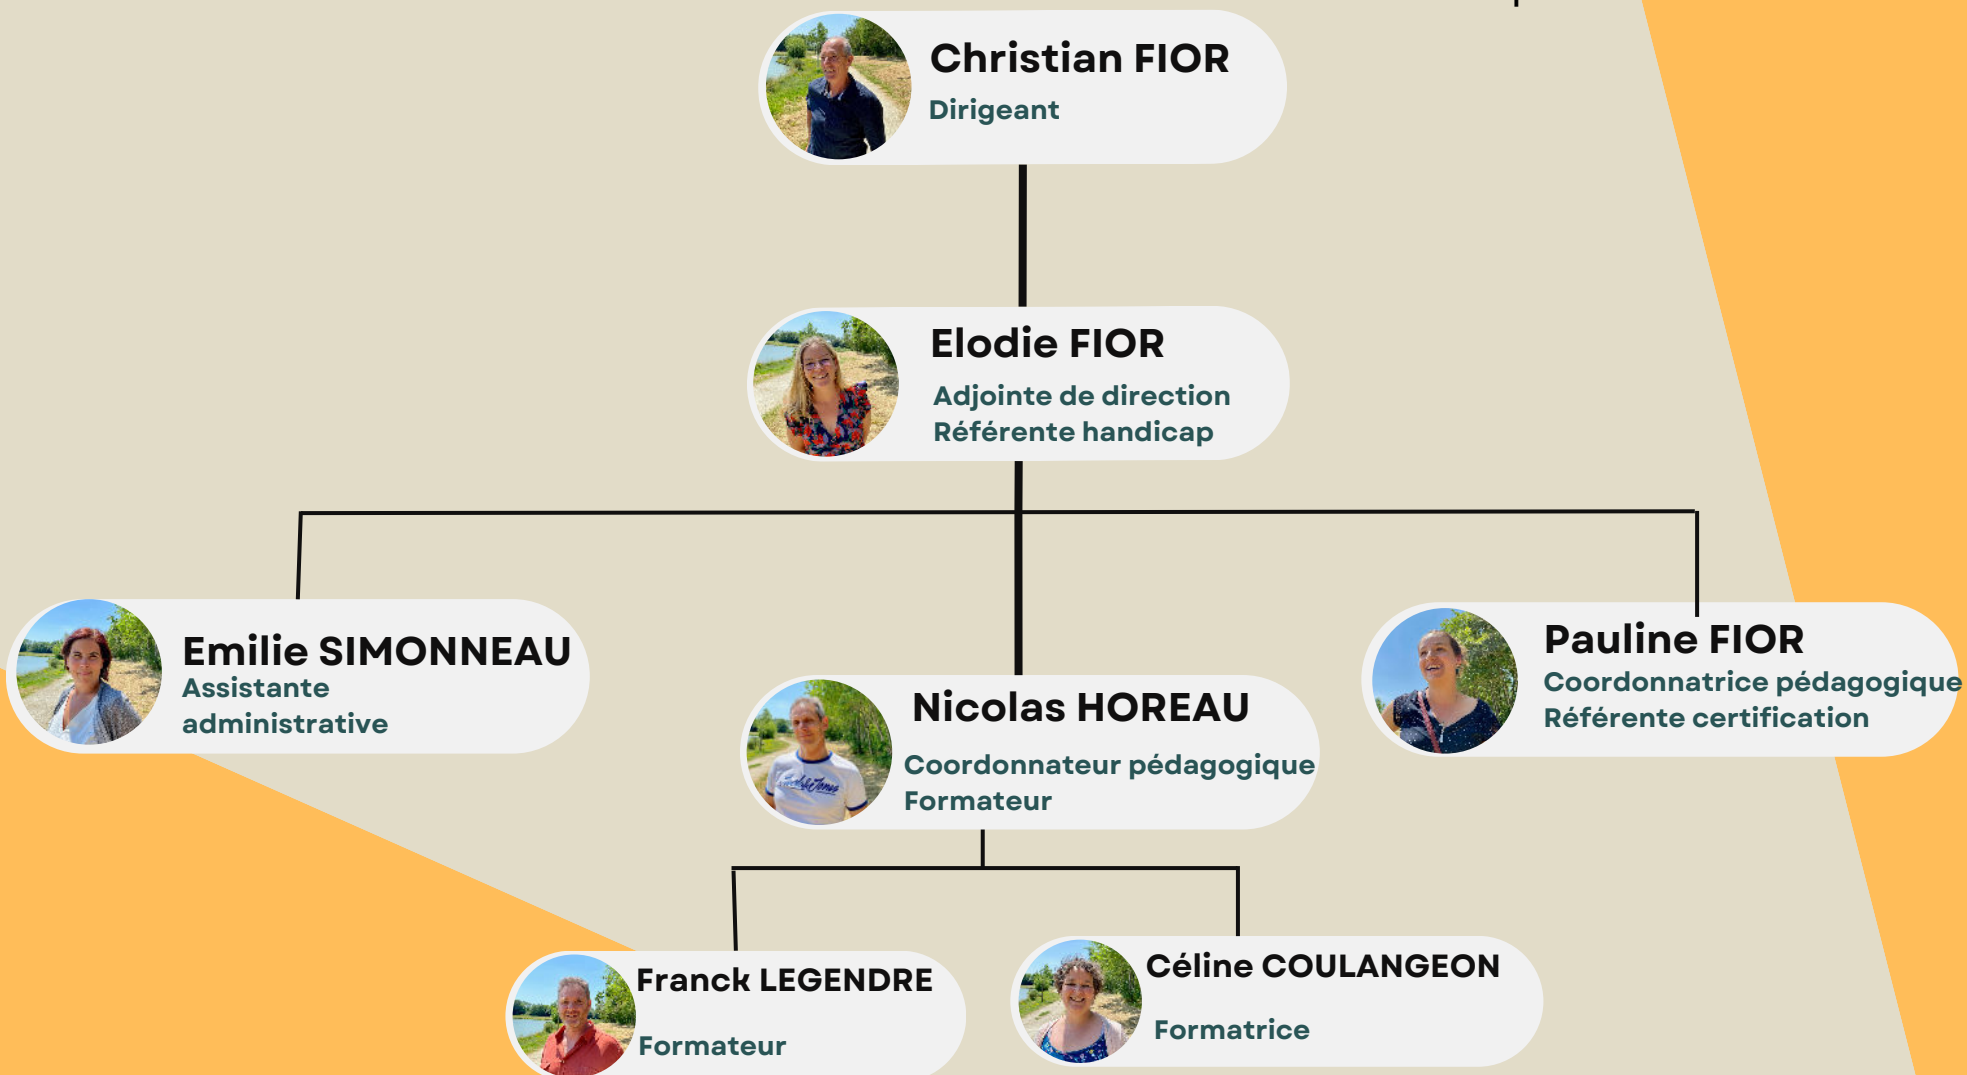 Christian FIOR
Dirigeant
Elodie FIOR
Adjointe de direction
Référente handicap
Emilie SIMONNEAU
Assistante
administrative
Nicolas HOREAU
Coordonnateur pédagogique
Formateur
Pauline FIOR
Coordonnatrice pédagogique
Référente certification
Franck LEGENDRE
Formateur
Céline COULANGEON
Formatrice